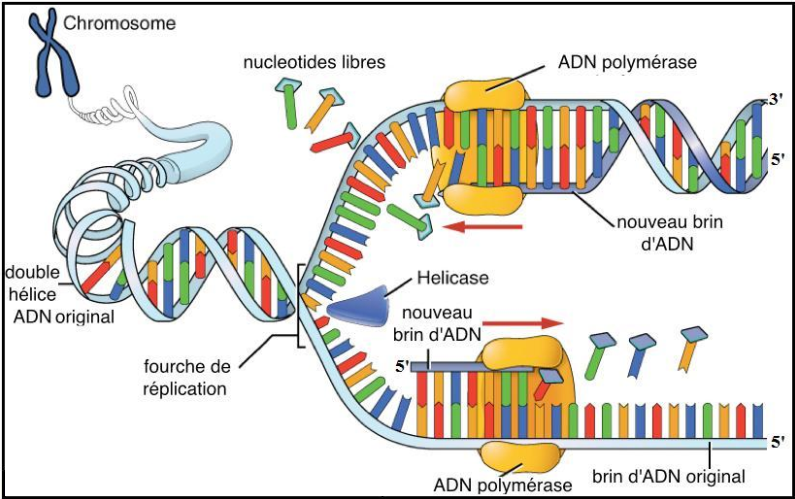 Chromosome
nucleotides libres
ADN polymérase
3'
5'
nouveau brin
d'ADN
double
hélice
ADN original
Helicase
nouveau
brin d'ADN
fourche de
réplication
5'
5'
ADN polymérase
brin d'ADN original